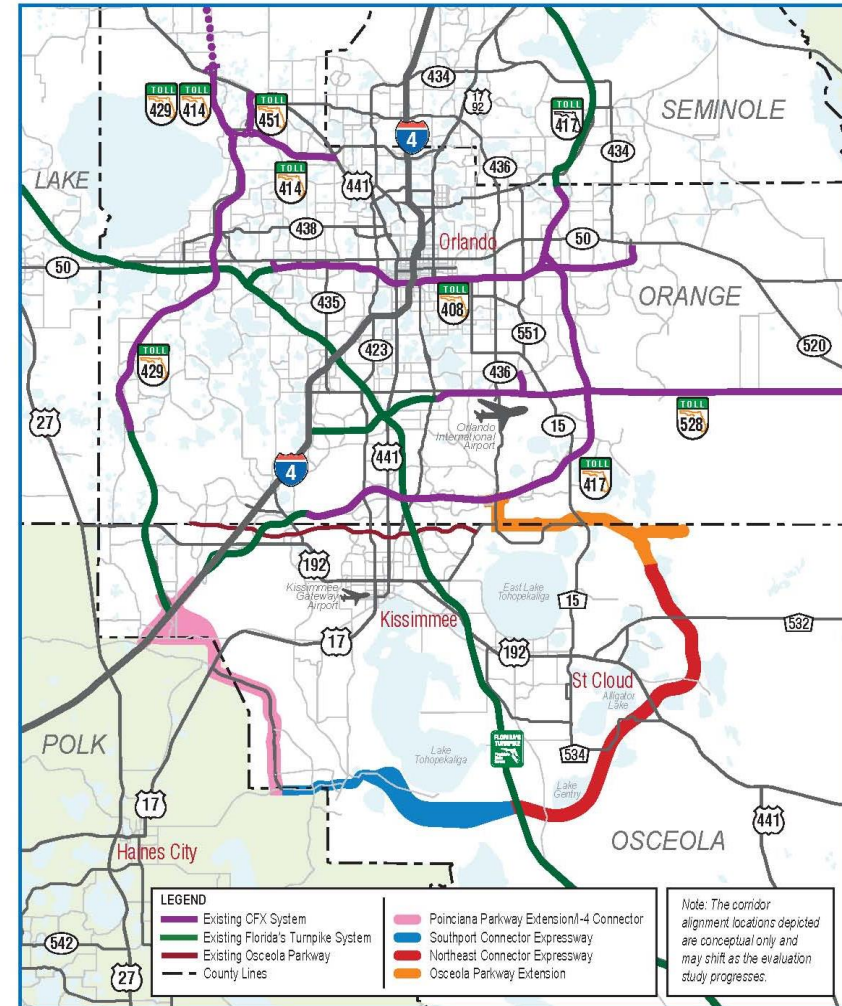 434
TOLL
429
TOLL
414
TOLL
451
17
92
TOLL
417
SEMINOLE
4
434
436
LAKE
TOLL
414
441
438
Orlando
50
50
435
TOLL
408
ORANGE
551
423
520
TOLL
429
436
27
Orlando
International
Airport
15
TOLL
528
441
4
TOLL
417
192
East Lake
Tohopekaliga
Kissimmee
Gateway
Airport
15
Kissimmee
532
17
192
St Cloud
Alligator
Lake
POLK
FLORIDA'S
TURNPIKE
534
Lake
Tohopekaliga
Lake
Gentry
17
441
OSCEOLA
Haines City
LEGEND
Existing CFX System
Existing Florida's Turnpike System
Existing Osceola Parkway
County Lines
Poinciana Parkway Extension/I-4 Connector
Southport Connector Expressway
Northeast Connector Expressway
Osceola Parkway Extension
Note: The corridor
alignment locations depicted
are conceptual only and
may shift as the evaluation
study progresses.
542
27